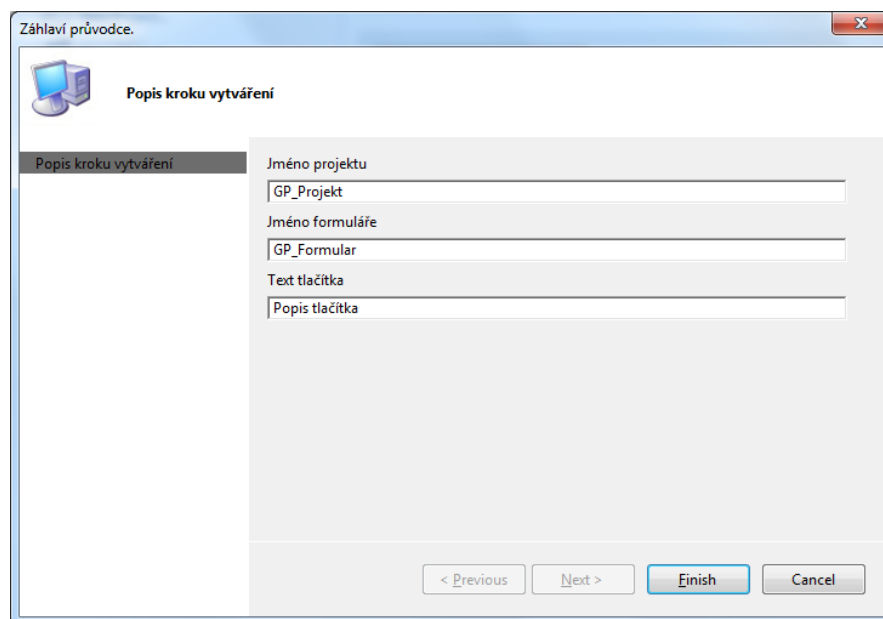 Záhlaví průvodce.
Popis kroku vytváření
Popis kroku vytváření
Jméno projektu
GP_Projekt
Jméno formuláře
GP_Formular
Text tlačítka
Popis tlačítka
< Previous
Next >
Finish
Cancel